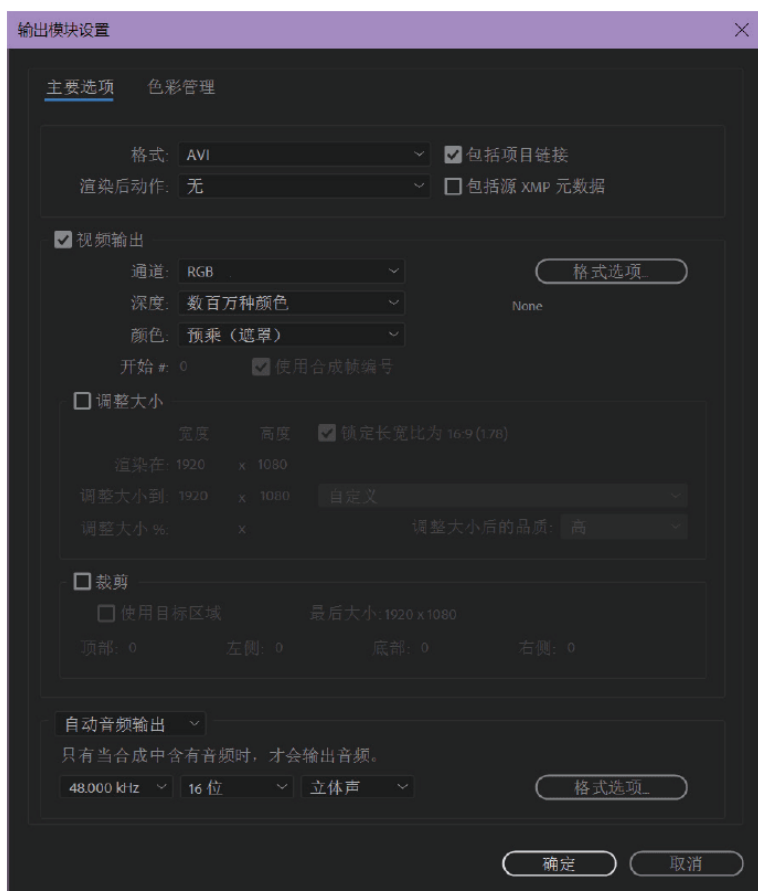 输出模块设置
主要选项 色彩管理
格式: AVI 包括项目链接
渲染后动作: 无 包括源 XMP 元数据
视频输出
通道: RGB 格式选项...
深度: 数百万种颜色 None
颜色: 预乘（遮罩）
开始 #: 0 使用合成帧编号
调整大小
宽度 高度 锁定长宽比为 16:9 (1.78)
渲染在: 1920 x 1080
调整大小到: 1920 x 1080 自定义
调整大小 %: x 调整大小后的品质: 高
裁剪
使用目标区域 最后大小: 1920 x 1080
顶部: 0 左侧: 0 底部: 0 右侧: 0
自动音频输出
只有当合成中含有音频时，才会输出音频。
48.000 kHz 16 位 立体声 格式选项...
确定 取消